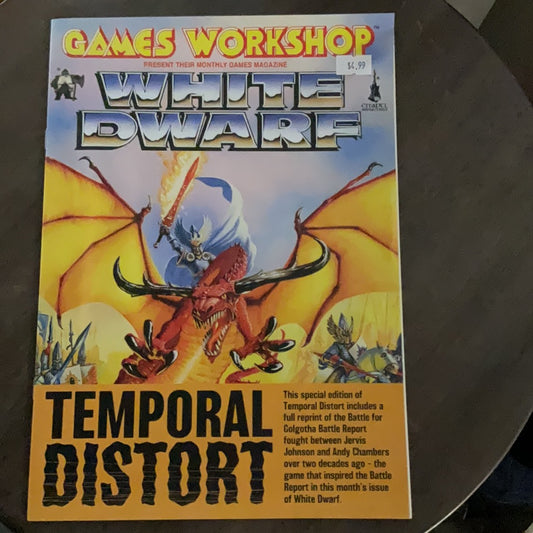 GAMES WORKSHOP
PRESENT THEIR MONTHLY GAMES MAGAZINE
$4.99
WHITE
DWARF
CITADEL
MINIATURES
TEMPORAL
DISTORT
This special edition of
Temporal Distort includes a
full reprint of the Battle for
Golgotha Battle Report
fought between Jervis
Johnson and Andy Chambers
over two decades ago - the
game that inspired the Battle
Report in this month's issue
of White Dwarf.